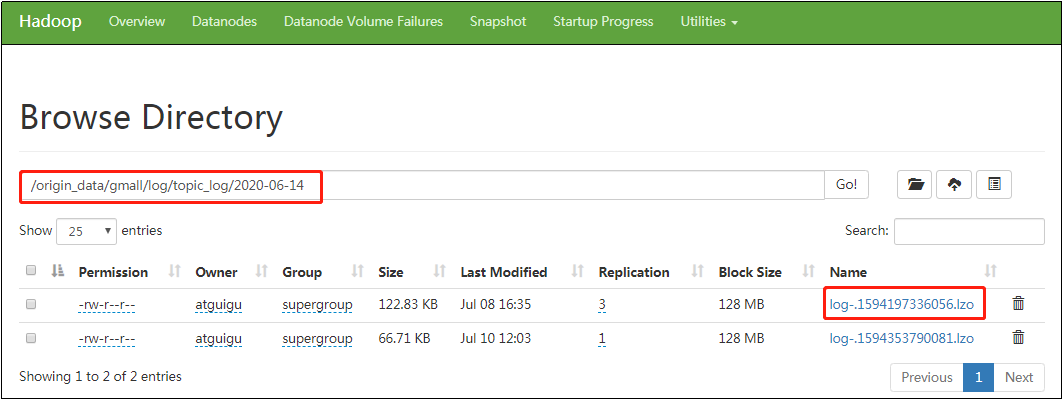 Hadoop Overview Datanodes Datanode Volume Failures Snapshot Startup Progress Utilities
Browse Directory
/origin_data/gmall/log/topic_log/2020-06-14 Go!
Show 25 entries Search:
Permission Owner Group Size Last Modified Replication Block Size Name
-rw-r--r-- atguigu supergroup 122.83 KB Jul 08 16:35 3 128 MB log-.1594197336056.lzo
-rw-r--r-- atguigu supergroup 66.71 KB Jul 10 12:03 1 128 MB log-.1594353790081.lzo
Showing 1 to 2 of 2 entries Previous 1 Next